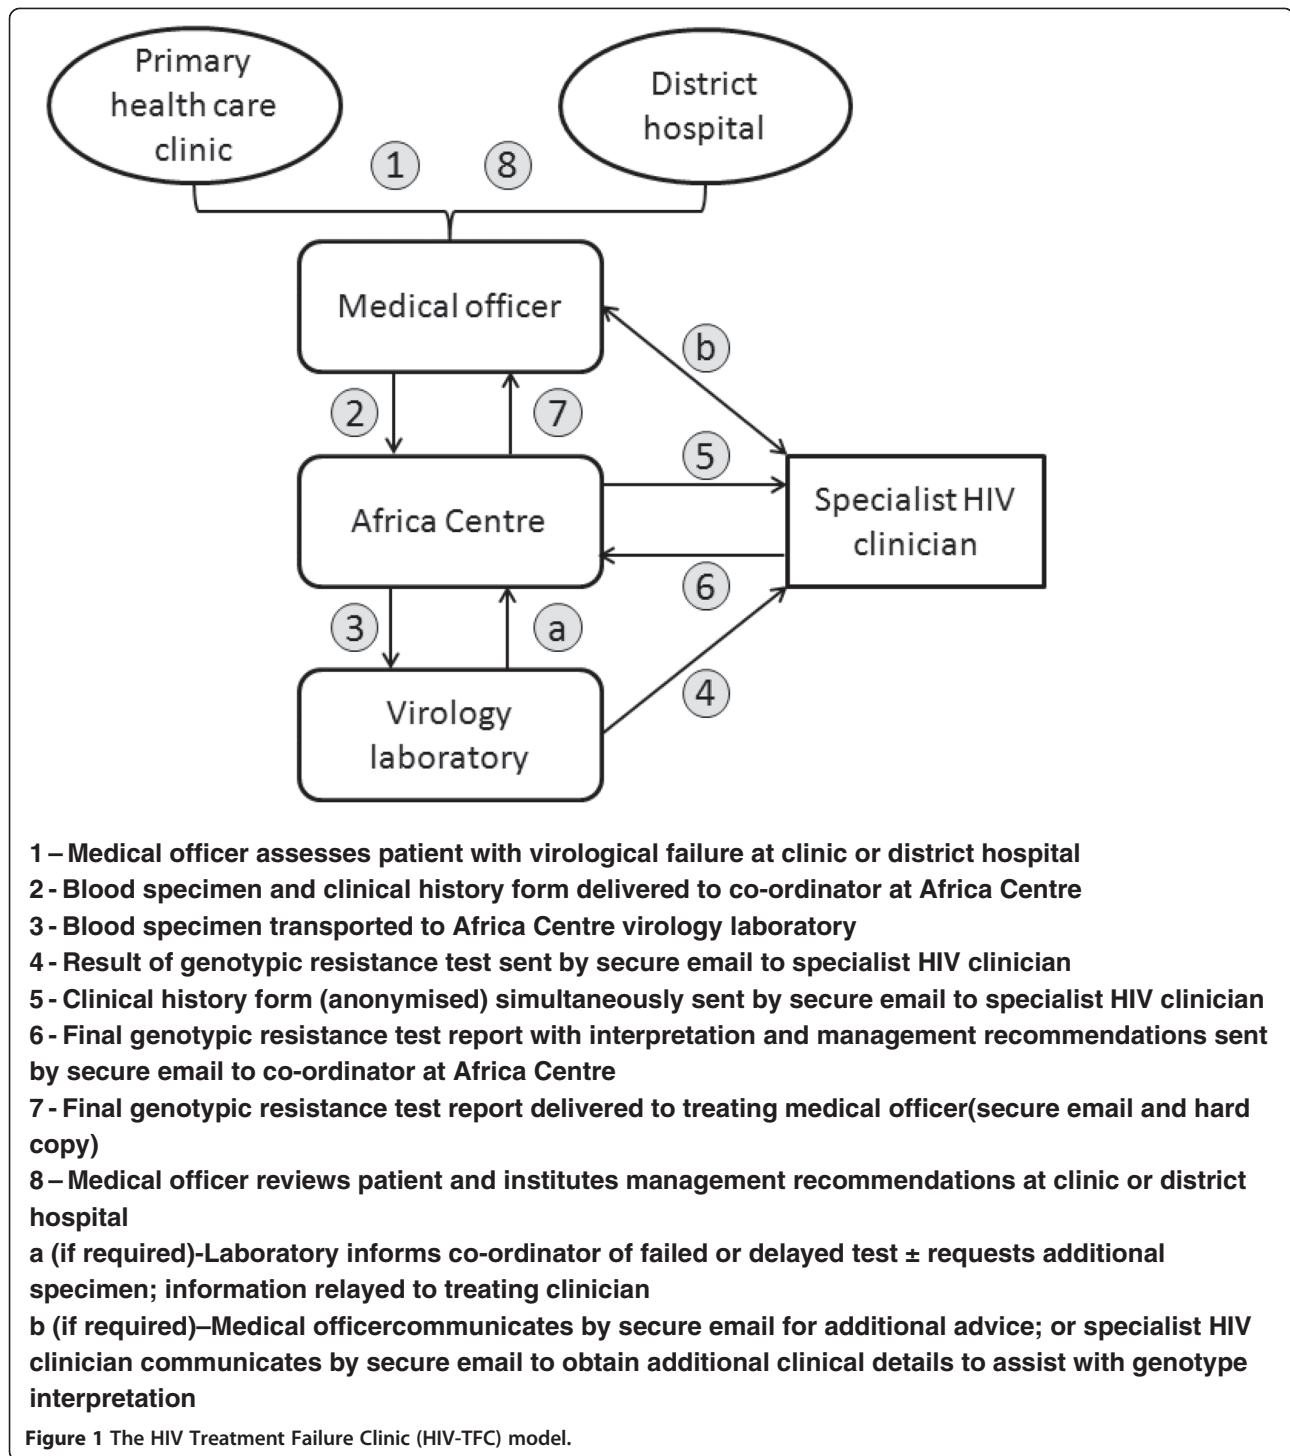 Primary
health care
clinic
District
hospital
1
8
Medical officer
b
2
7
5
Africa Centre
Specialist HIV
clinician
6
3
a
4
Virology
laboratory
1 – Medical officer assesses patient with virological failure at clinic or district hospital
2 - Blood specimen and clinical history form delivered to co-ordinator at Africa Centre
3 - Blood specimen transported to Africa Centre virology laboratory
4 - Result of genotypic resistance test sent by secure email to specialist HIV clinician
5 - Clinical history form (anonymised) simultaneously sent by secure email to specialist HIV clinician
6 - Final genotypic resistance test report with interpretation and management recommendations sent
by secure email to co-ordinator at Africa Centre
7 - Final genotypic resistance test report delivered to treating medical officer(secure email and hard
copy)
8 – Medical officer reviews patient and institutes management recommendations at clinic or district
hospital
a (if required)-Laboratory informs co-ordinator of failed or delayed test ± requests additional
specimen; information relayed to treating clinician
b (if required)–Medical officercommunicates by secure email for additional advice; or specialist HIV
clinician communicates by secure email to obtain additional clinical details to assist with genotype
interpretation
Figure 1 The HIV Treatment Failure Clinic (HIV-TFC) model.